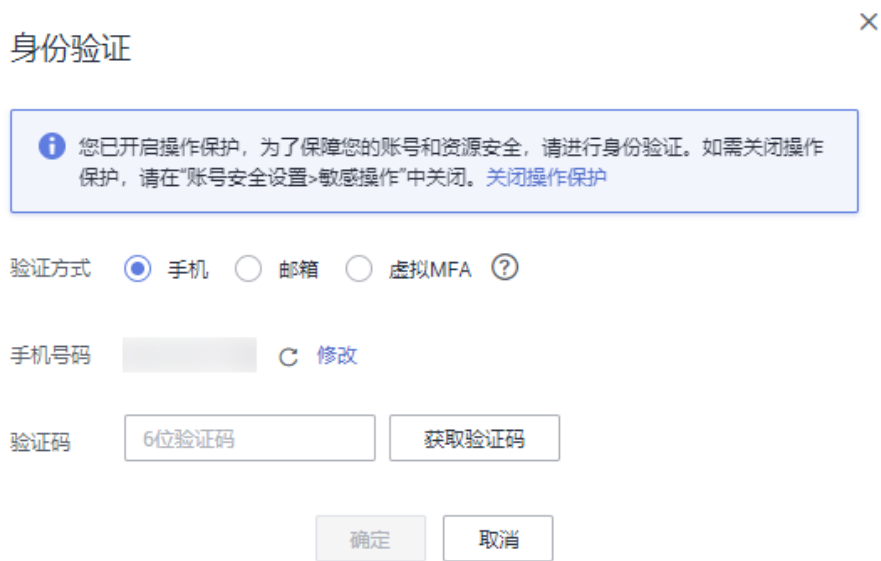 身份验证
您已开启操作保护，为了保障您的账号和资源安全，请进行身份验证。如需关闭操作
保护，请在“账号安全设置>敏感操作”中关闭。关闭操作保护
验证方式 手机 邮箱 虚拟MFA ?
手机号码 修改
验证码 6位验证码 获取验证码
确定 取消